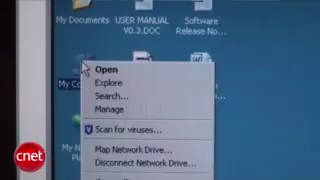 My Documents
USER MANUAL
V0.3.DOC
Software
Release No...
Open
My Co
Explore
Search...
Manage
Scan for viruses...
My N
Pla
Map Network Drive...
Disconnect Network Drive...
cnet